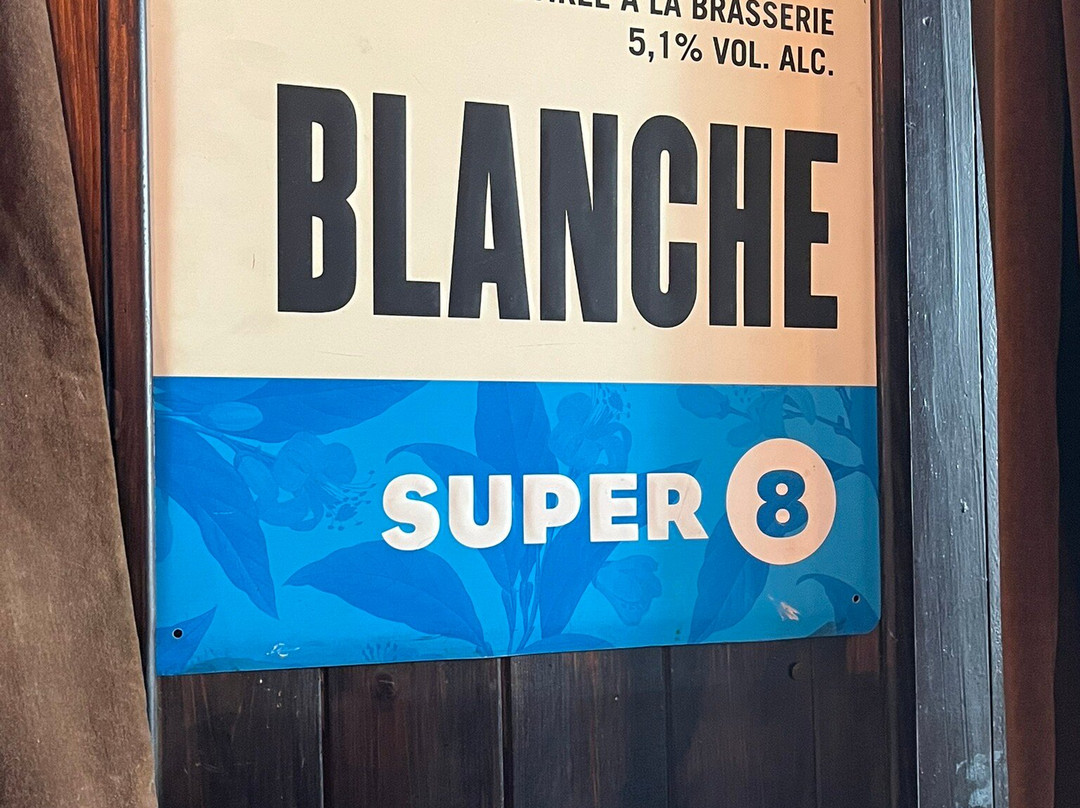 À LA BRASSERIE
5,1% VOL. ALC.
BLANCHE
SUPER 8